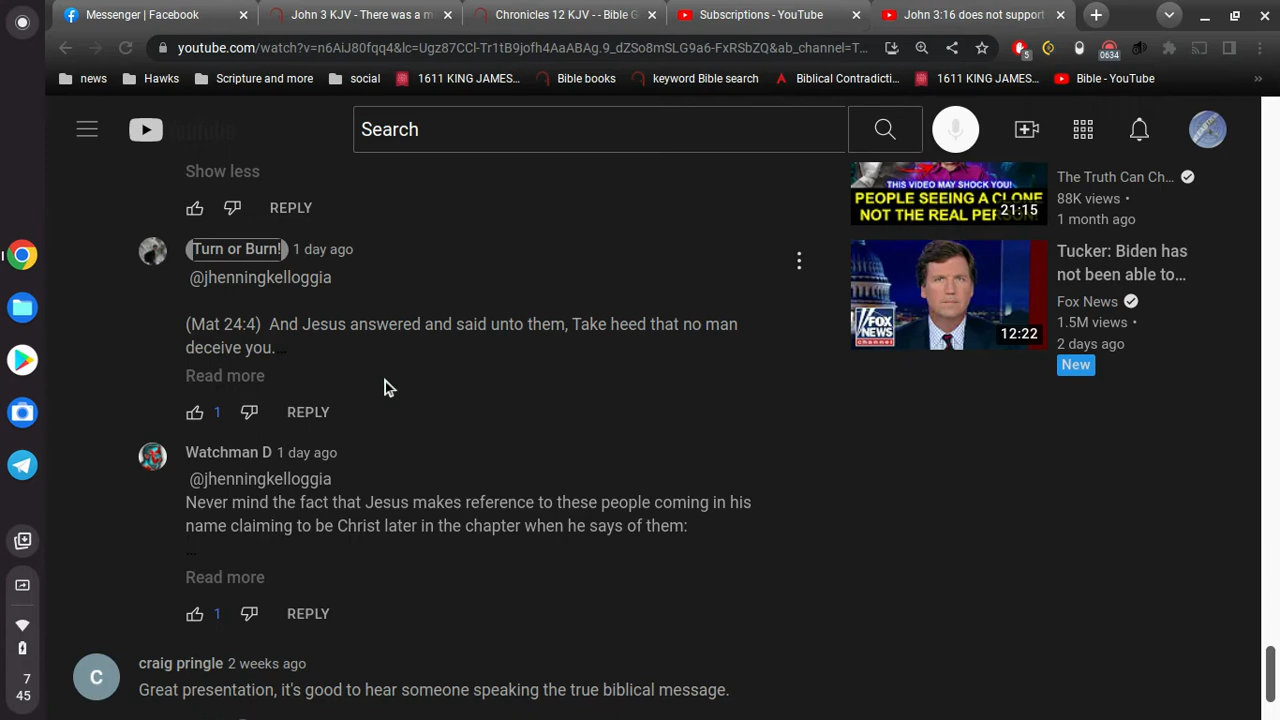 Messenger | Facebook
John 3 KJV - There was a m
Chronicles 12 KJV - - Bible G
Subscriptions - YouTube
John 3:16 does not support
youtube.com/watch?v=n6AiJ80fqq4&lc=Ugz87CCl-Tr1tB9jofh4AaABAg.9_dZSo8mSLG9a6-FxRSbZQ&ab_channel=T...
5
0634
news
Hawks
Scripture and more
social
1611 KING JAMES...
Bible books
keyword Bible search
Biblical Contradicti...
1611 KING JAMES...
Bible - YouTube
»
Search
Show less
REPLY
Turn or Burn! 1 day ago
@jhenningkelloggia
(Mat 24:4) And Jesus answered and said unto them, Take heed that no man
deceive you. ...
Read more
1 REPLY
Watchman D 1 day ago
@jhenningkelloggia
Never mind the fact that Jesus makes reference to these people coming in his
name claiming to be Christ later in the chapter when he says of them:
...
Read more
1 REPLY
C
craig pringle 2 weeks ago
Great presentation, it's good to hear someone speaking the true biblical message.
THIS VIDEO MAY SHOCK YOU!
PEOPLE SEEING A CLONE
NOT THE REAL PERSON!
21:15
The Truth Can Ch...
88K views •
1 month ago
FOX
NEWS
channel
12:22
Tucker: Biden has
not been able to...
Fox News
1.5M views •
2 days ago
New
7
45